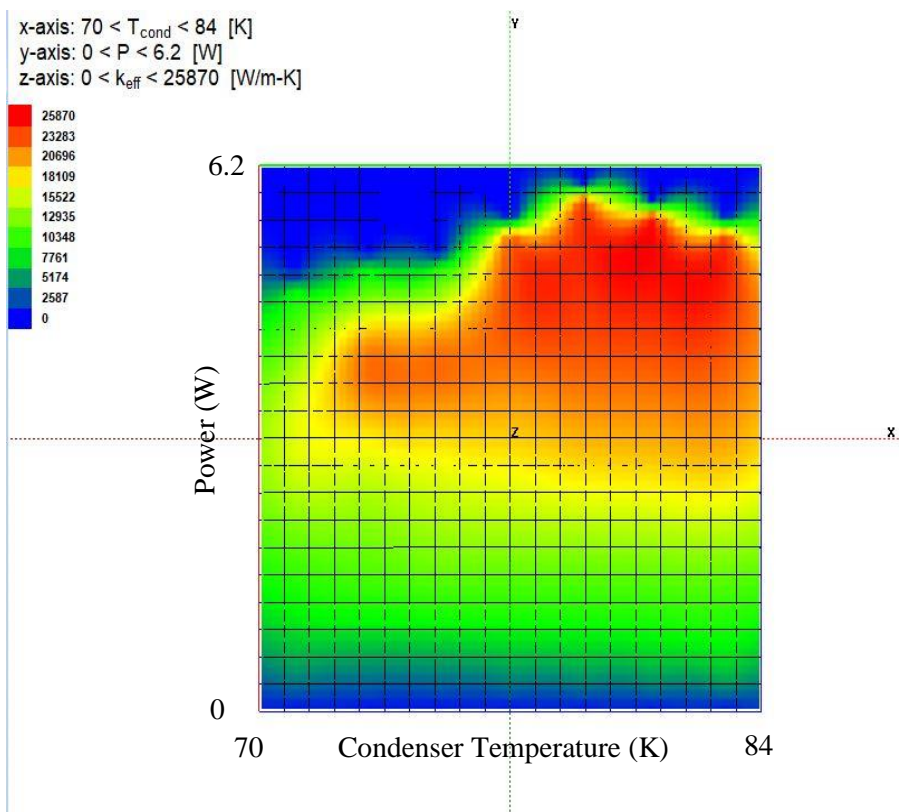 x-axis: 70 < T_cond < 84 [K]
y-axis: 0 < P < 6.2 [W]
z-axis: 0 < k_eff < 25870 [W/m-K]
25870
23283
20696
18109
15522
12935
10348
7761
5174
2587
0
Y
6.2
Power (W)
Z
X
0
70
Condenser Temperature (K)
84